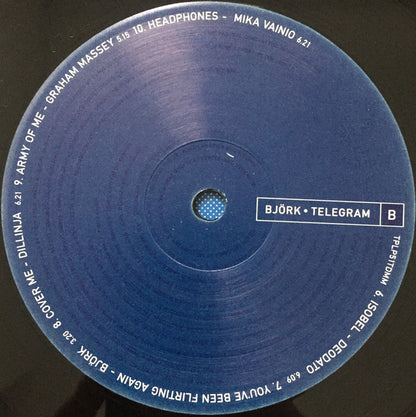 BJÖRK • TELEGRAM B
TPLP51TDMM 6. ISOBEL - DEODATO 6.09 7. YOU'VE BEEN FLIRTING AGAIN - BJÖRK 3.20 8. COVER ME - DILLINJA 6.21 9. ARMY OF ME - GRAHAM MASSEY 5.15 10. HEADPHONES - MIKA VAINIO 6.21